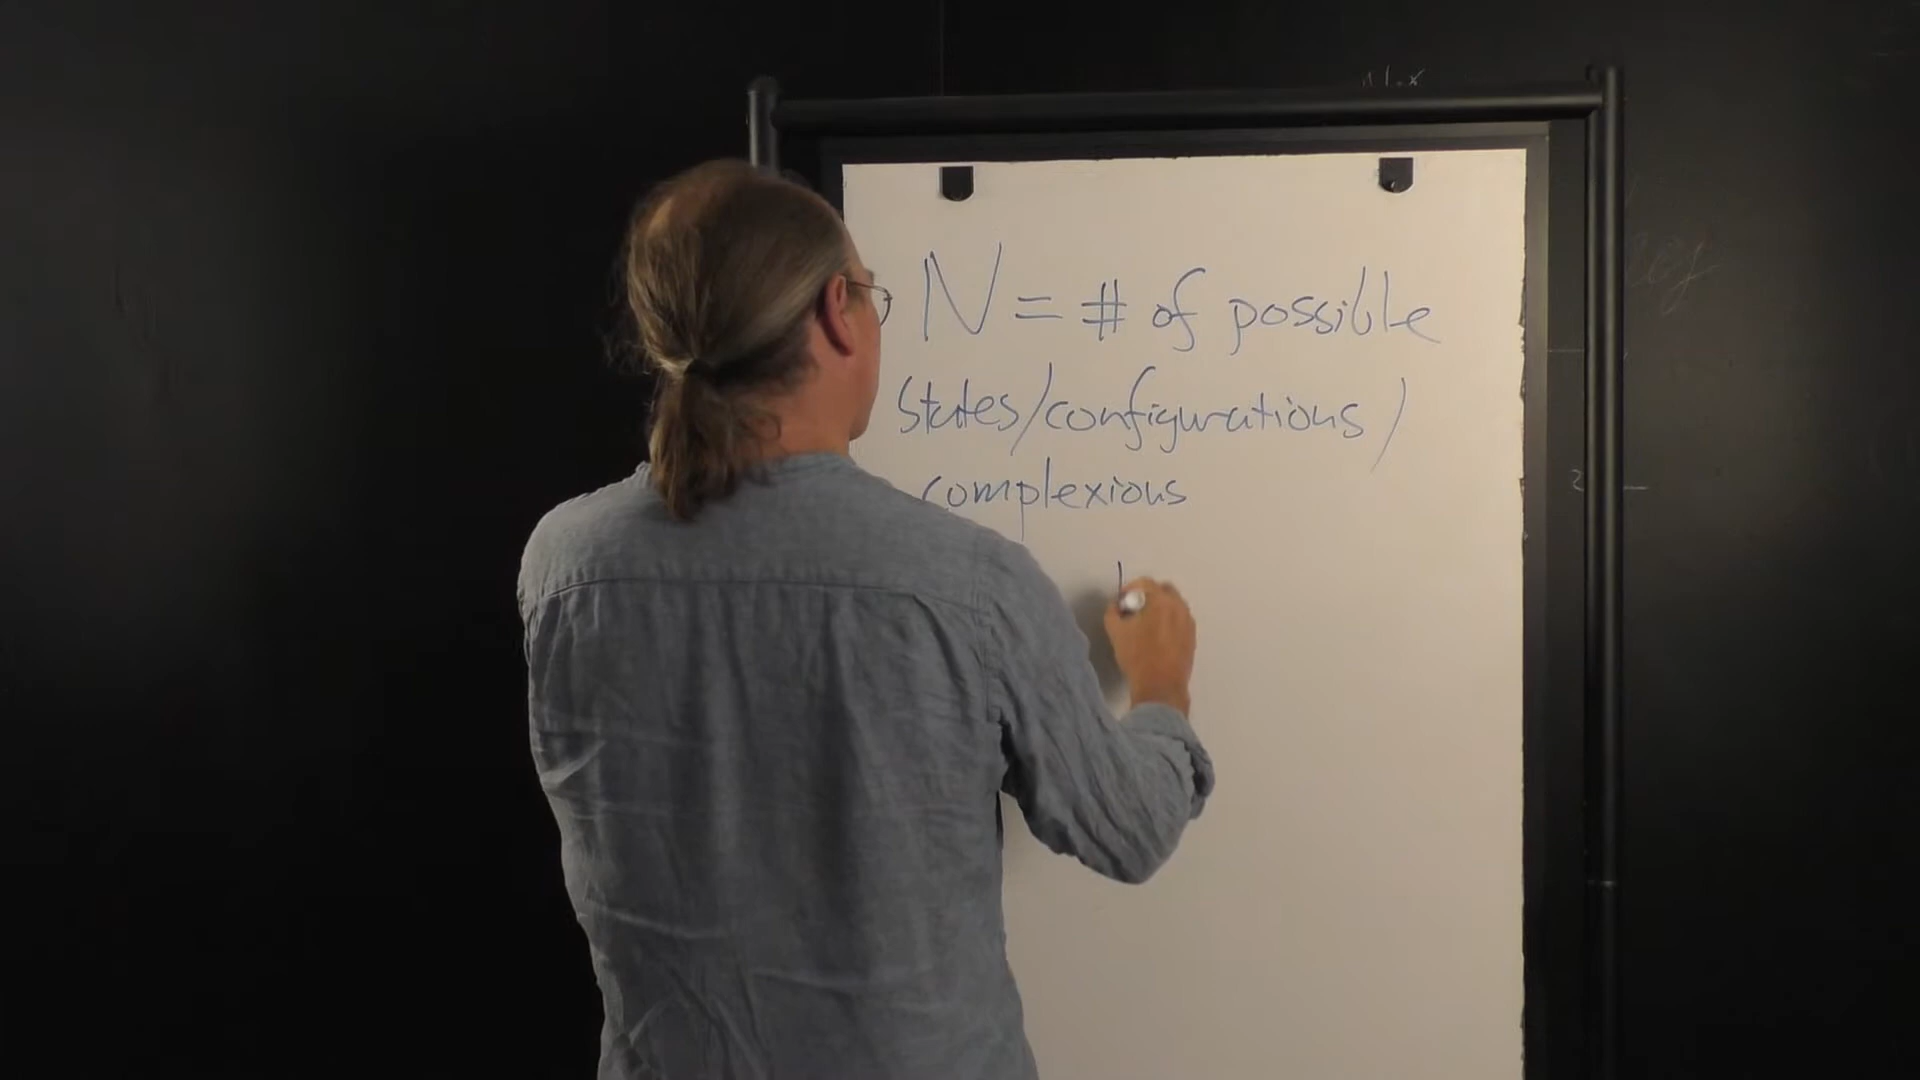 N = # of possible
states/configurations/
complexions